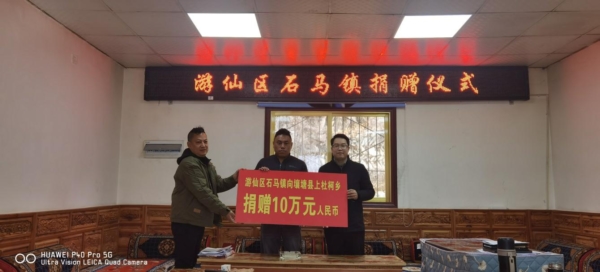 游仙区石马镇捐赠仪式
游仙区石马镇向壤塘县上杜柯乡
捐赠10万元人民币
HUAWEI P40 Pro 5G
Ultra Vision LEICA Quad Camera